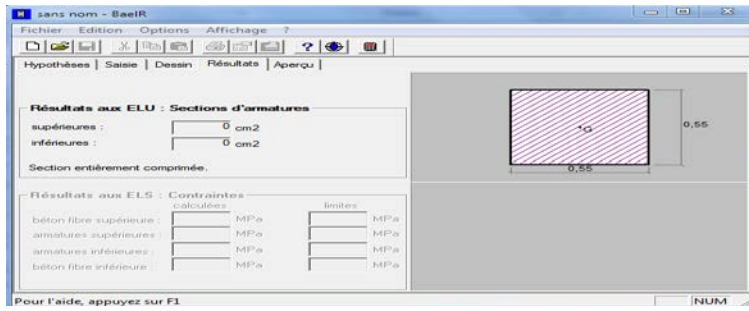 sans nom - BaelR
Fichier Edition Options Affichage ?
Hypothèses Saisie Dessin Résultats Aperçu
Résultats aux ELU : Sections d'armatures
supérieures : 0 cm2
inférieures : 0 cm2
Section entièrement comprimée.
Résultats aux ELS : Contraintes
calculées limites
béton fibre supérieure : MPa MPa
armatures supérieures : MPa MPa
armatures inférieures : MPa MPa
béton fibre inférieure : MPa MPa
G
0,55
0,55
Pour l'aide, appuyez sur F1 NUM